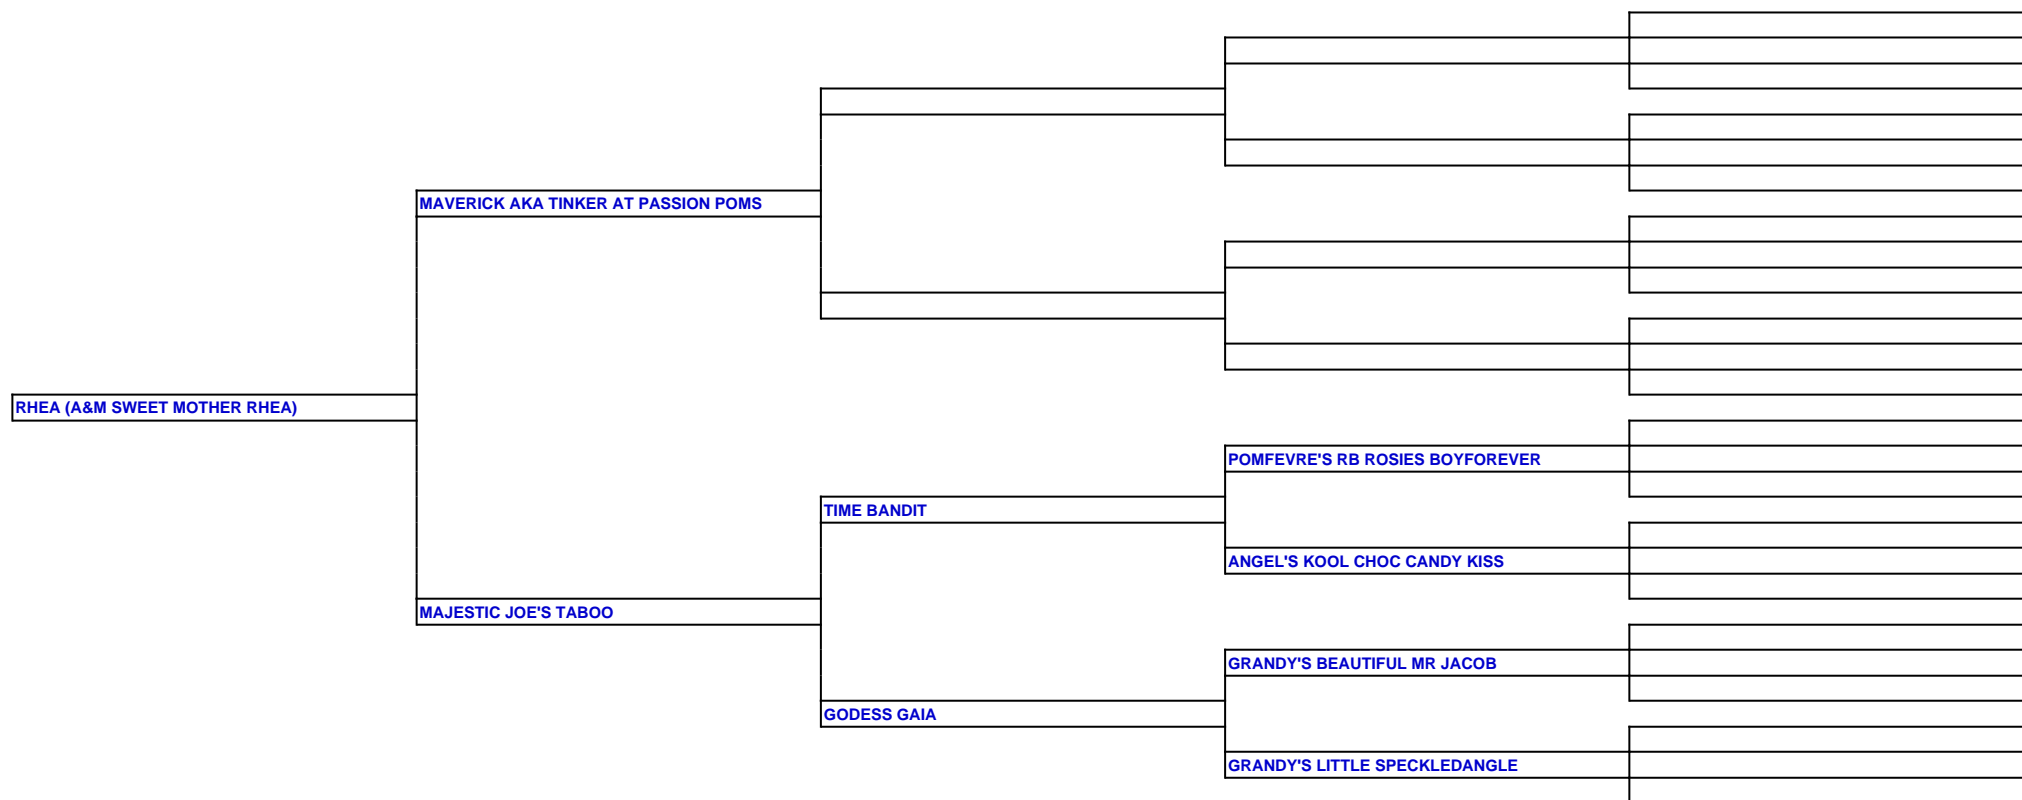 MAVERICK AKA TINKER AT PASSION POMS
RHEA (A&M SWEET MOTHER RHEA)
POMFEVRE'S RB ROSIES BOYFOREVER
TIME BANDIT
ANGEL'S KOOL CHOC CANDY KISS
MAJESTIC JOE'S TABOO
GRANDY'S BEAUTIFUL MR JACOB
GODESS GAIA
GRANDY'S LITTLE SPECKLEDANGLE